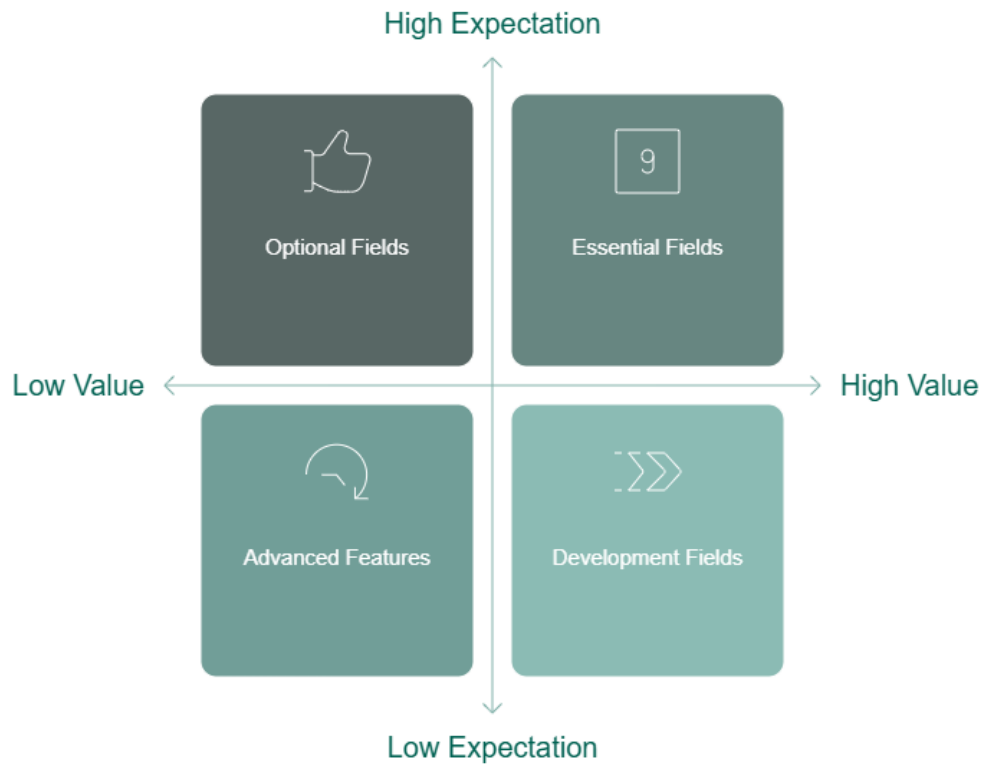 High Expectation
9
Optional Fields
Essential Fields
Low Value
High Value
Advanced Features
Development Fields
Low Expectation